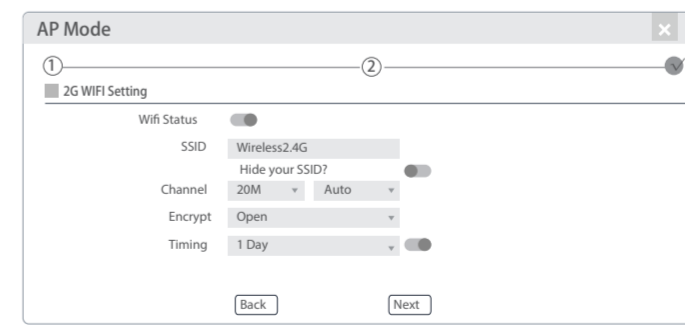 AP Mode
1 2
2G WIFI Setting
Wifi Status
SSID Wireless2.4G
Hide your SSID?
Channel 20M Auto
Encrypt Open
Timing 1 Day
Back Next